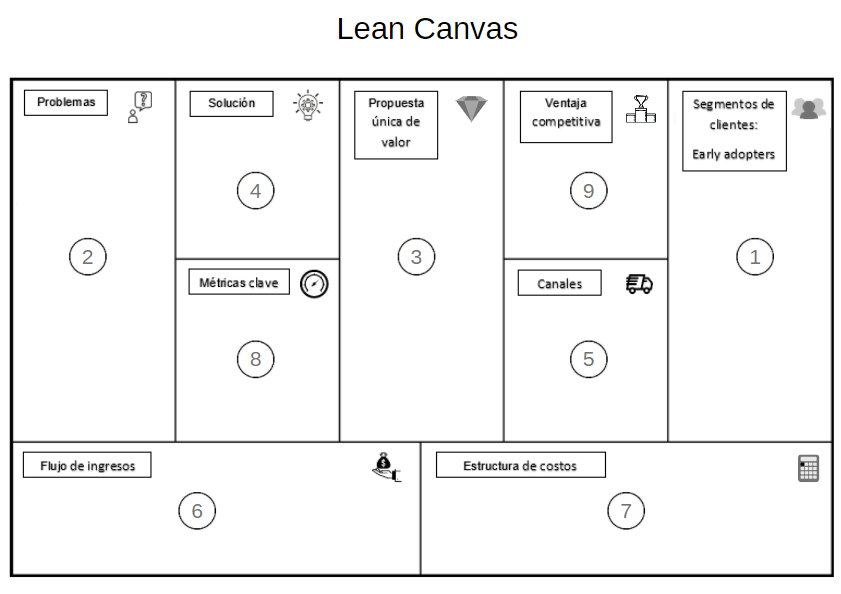 Lean Canvas
Problemas
2
Solución
4
Métricas clave
8
Propuesta
única de
valor
3
Ventaja
competitiva
9
Canales
5
Segmentos de
clientes:
Early adopters
1
Flujo de ingresos
6
Estructura de costos
7